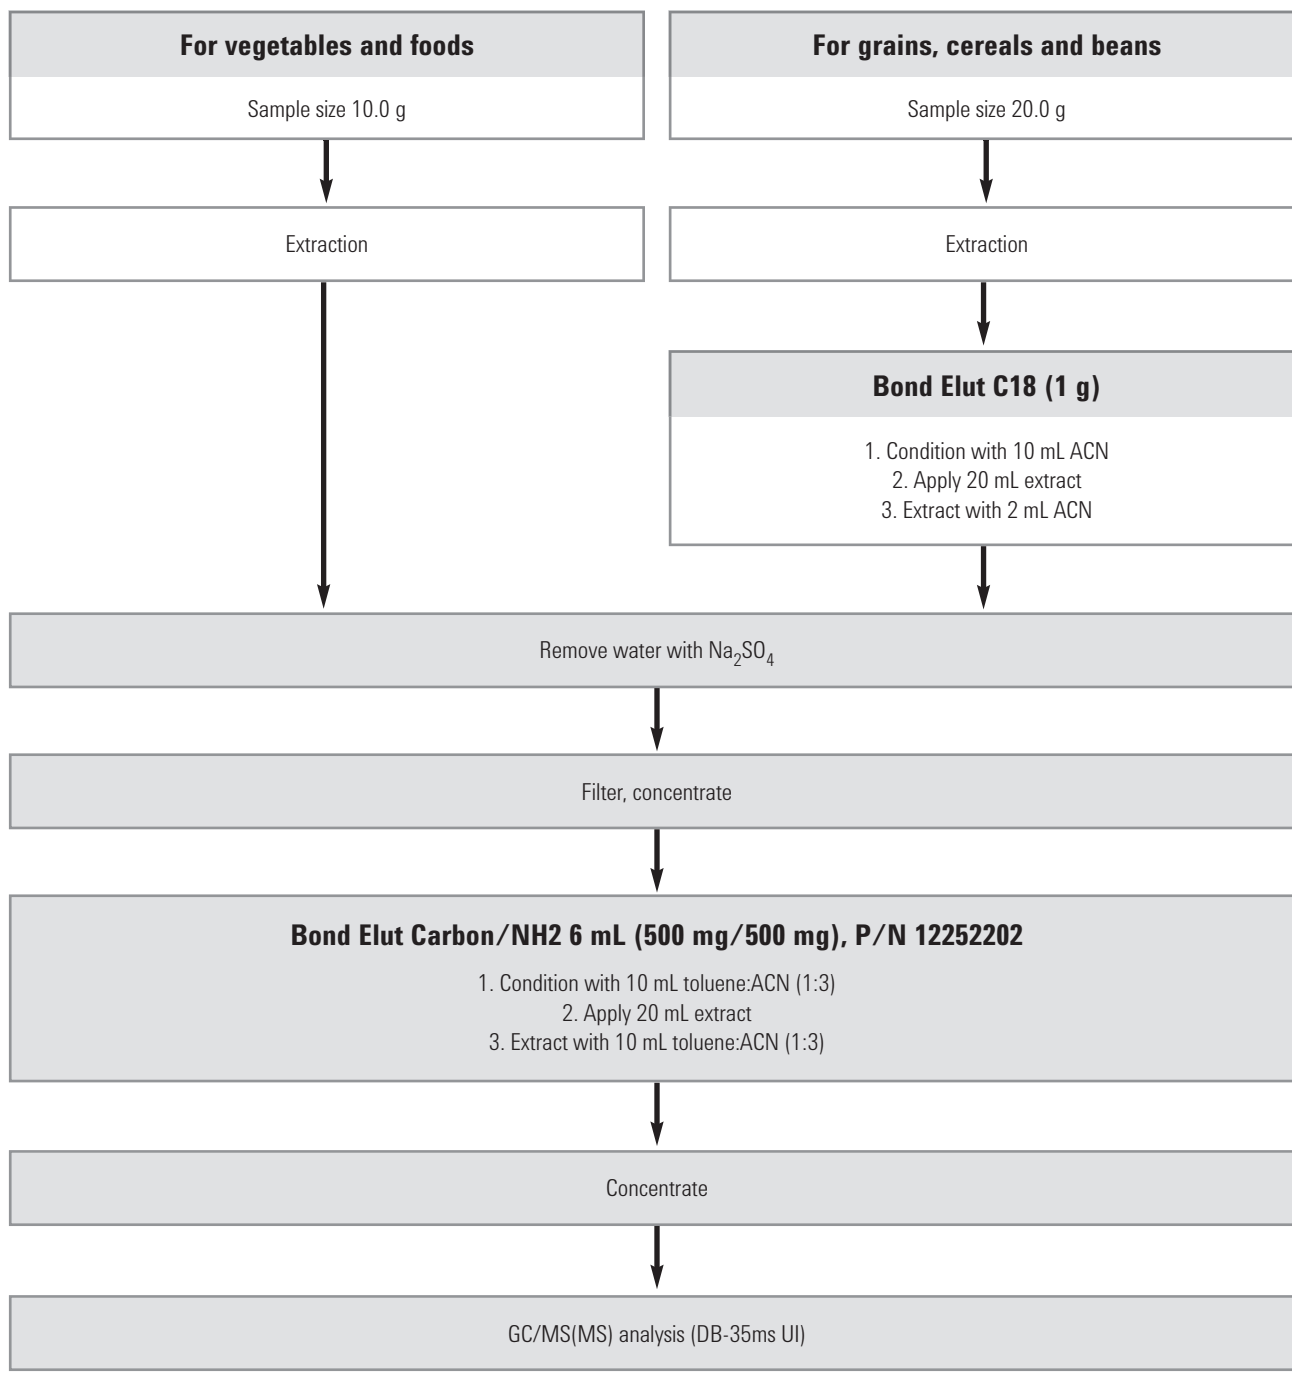 For vegetables and foods
Sample size 10.0 g
For grains, cereals and beans
Sample size 20.0 g
Extraction
Extraction
Bond Elut C18 (1 g)
1. Condition with 10 mL ACN
2. Apply 20 mL extract
3. Extract with 2 mL ACN
Remove water with Na₂SO₄
Filter, concentrate
Bond Elut Carbon/NH2 6 mL (500 mg/500 mg), P/N 12252202
1. Condition with 10 mL toluene:ACN (1:3)
2. Apply 20 mL extract
3. Extract with 10 mL toluene:ACN (1:3)
Concentrate
GC/MS(MS) analysis (DB-35ms UI)